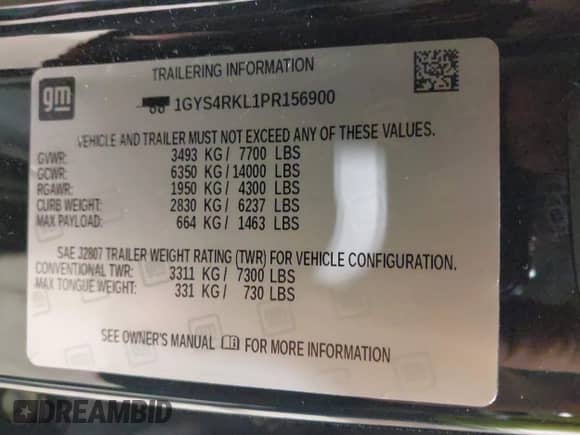 gm
TRAILERING INFORMATION
1GYS4RKL1PR156900
VEHICLE AND TRAILER MUST NOT EXCEED ANY OF THESE VALUES.
GVWR: 3493 KG/ 7700 LBS
GCWR: 6350 KG/ 14000 LBS
RGAWR: 1950 KG/ 4300 LBS
CURB WEIGHT: 2830 KG/ 6237 LBS
MAX PAYLOAD: 664 KG/ 1463 LBS
SAE J2807 TRAILER WEIGHT RATING (TWR) FOR VEHICLE CONFIGURATION.
CONVENTIONAL TWR: 3311 KG/ 7300 LBS
MAX TONGUE WEIGHT: 331 KG/ 730 LBS
SEE OWNER'S MANUAL FOR MORE INFORMATION
DREAMBID